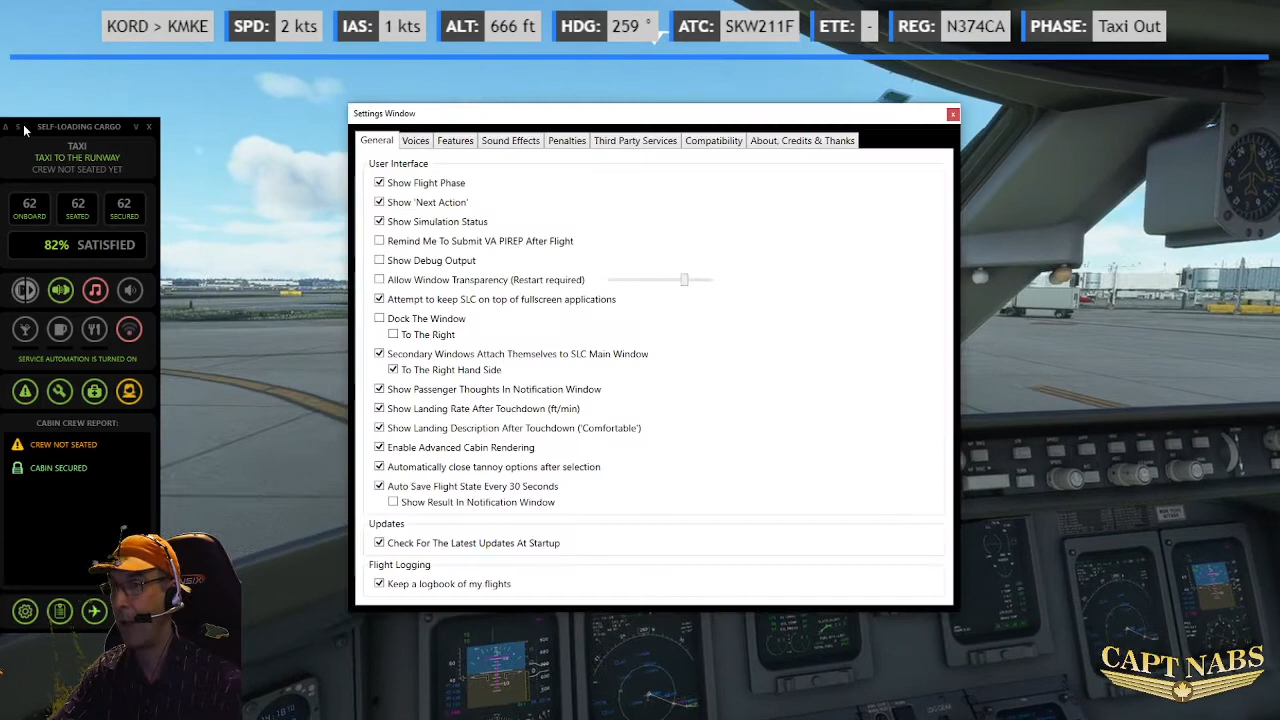 KORD > KMKE SPD: 2 kts IAS: 1 kts ALT: 666 ft HDG: 259 ° ATC: SKW211F ETE: - REG: N374CA PHASE: Taxi Out
SELF-LOADING CARGO V X
TAXI
TAXI TO THE RUNWAY
CREW NOT SEATED YET
62 62 62
ONBOARD SEATED SECURED
82% SATISFIED
SERVICE AUTOMATION IS TURNED ON
CABIN CREW REPORT:
CREW NOT SEATED
CABIN SECURED
Settings Window x
General Voices Features Sound Effects Penalties Third Party Services Compatibility About, Credits & Thanks
User Interface
Show Flight Phase
Show 'Next Action'
Show Simulation Status
Remind Me To Submit VA PIREP After Flight
Show Debug Output
Allow Window Transparency (Restart required)
Attempt to keep SLC on top of fullscreen applications
Dock The Window
To The Right
Secondary Windows Attach Themselves to SLC Main Window
To The Right Hand Side
Show Passenger Thoughts In Notification Window
Show Landing Rate After Touchdown (ft/min)
Show Landing Description After Touchdown ('Comfortable')
Enable Advanced Cabin Rendering
Automatically close tannoy options after selection
Auto Save Flight State Every 30 Seconds
Show Result In Notification Window
Updates
Check For The Latest Updates At Startup
Flight Logging
Keep a logbook of my flights
CAPT NABS